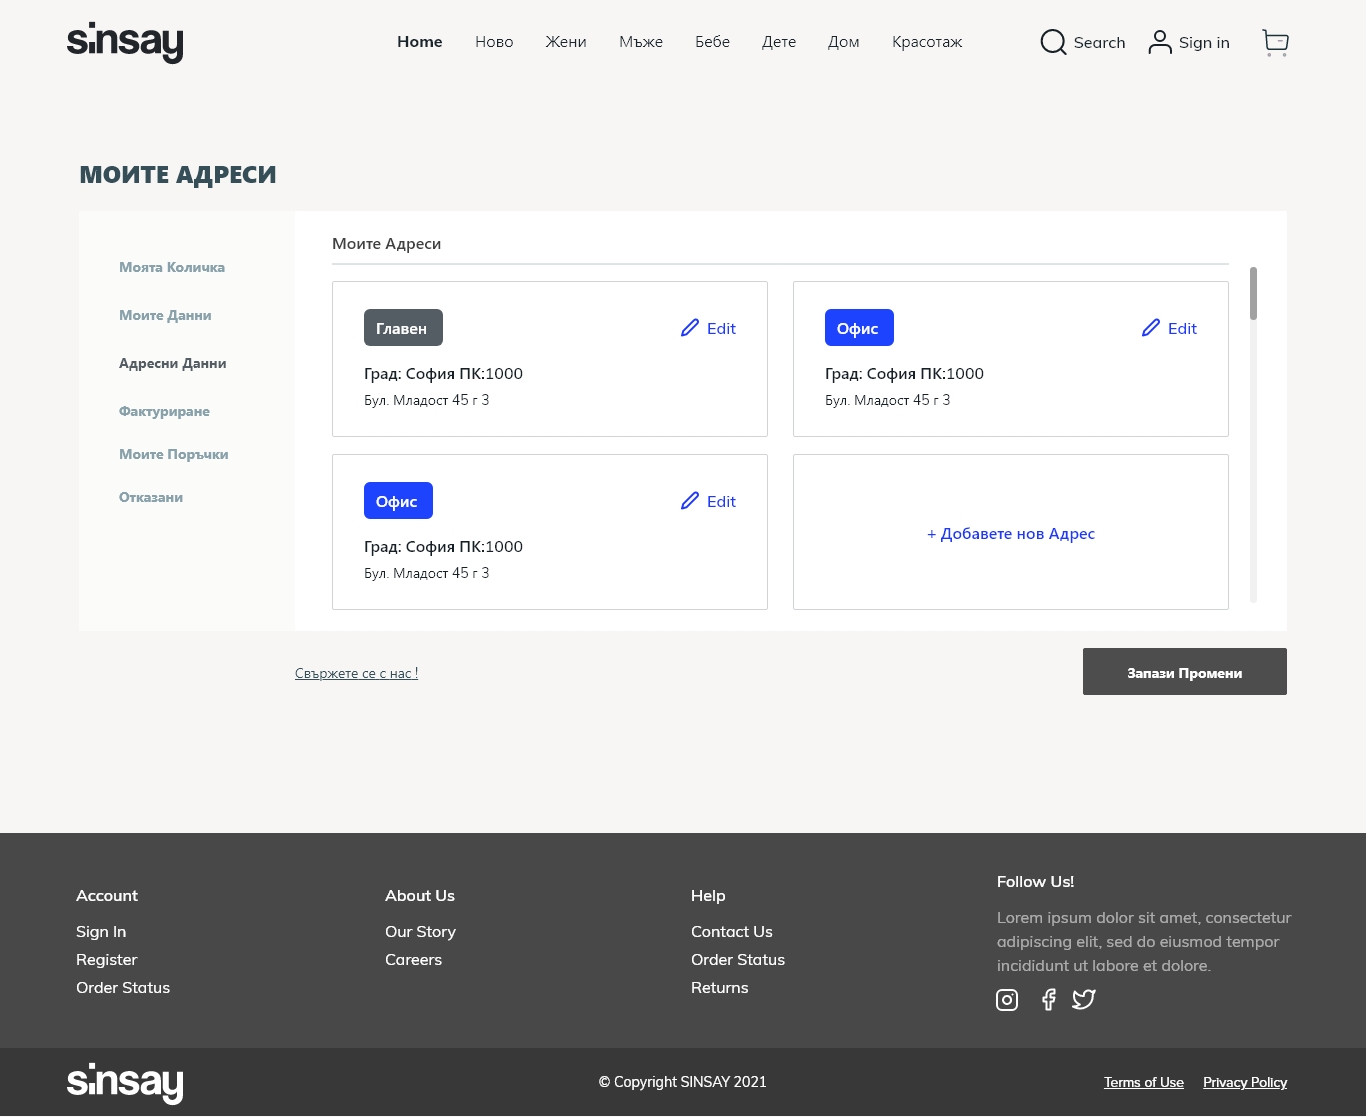 sinsay
Home Ново Жени Мъже Бебе Дете Дом Красотаж
Search Sign in
МОИТЕ АДРЕСИ
Моята Количка
Моите Данни
Адресни Данни
Фактуриране
Моите Поръчки
Отказани
Моите Адреси
Главен Edit
Град: София ПК:1000
Бул. Младост 45 г 3
Офис Edit
Град: София ПК:1000
Бул. Младост 45 г 3
Офис Edit
Град: София ПК:1000
Бул. Младост 45 г 3
+ Добавете нов Адрес
Свържете се с нас !
Запази Промени
Account
Sign In
Register
Order Status
About Us
Our Story
Careers
Help
Contact Us
Order Status
Returns
Follow Us!
Lorem ipsum dolor sit amet, consectetur
adipiscing elit, sed do eiusmod tempor
incididunt ut labore et dolore.
sinsay
© Copyright SINSAY 2021
Terms of Use Privacy Policy